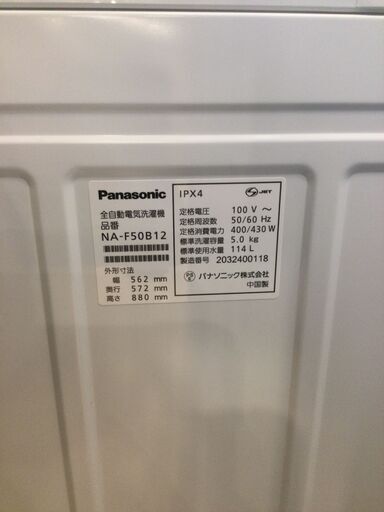 Panasonic
全自動電気洗濯機
品番
NA-F50B12
外形寸法
幅 562 mm
奥行 572 mm
高さ 880 mm
IPX4
S JET
定格電圧 100 V ～
定格周波数 50/60 Hz
定格消費電力 400/430 W
標準洗濯容量 5.0 kg
標準使用水量 114 L
製造番号 2032400118
パナソニック株式会社
中国製